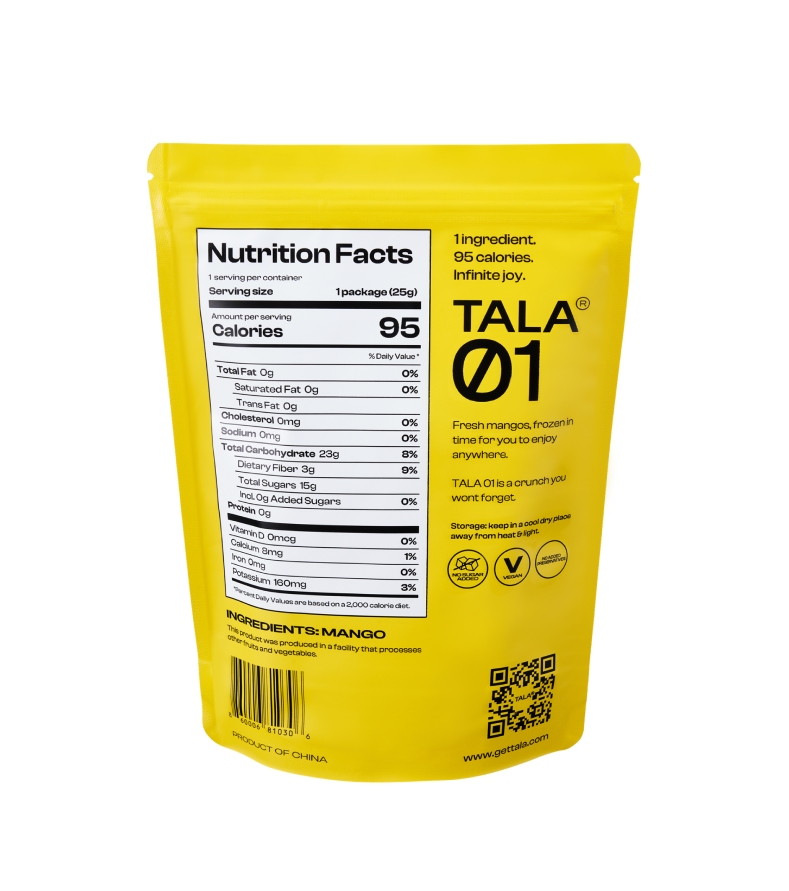 Nutrition Facts
1 serving per container
Serving size 1 package (25g)
Amount per serving
Calories 95
% Daily Value *
Total Fat 0g 0%
Saturated Fat 0g 0%
Trans Fat 0g
Cholesterol 0mg 0%
Sodium 0mg 0%
Total Carbohydrate 23g 8%
Dietary Fiber 3g 9%
Total Sugars 15g
Incl. 0g Added Sugars 0%
Protein 0g
Vitamin D 0mcg 0%
Calcium 8mg 1%
Iron 0mg 0%
Potassium 160mg 3%
*Percent Daily Values are based on a 2,000 calorie diet.
INGREDIENTS: MANGO
This product was produced in a facility that processes
other fruits and vegetables.
60006 81030 6
PRODUCT OF CHINA
1 ingredient.
95 calories.
Infinite joy.
TALA®
Ø1
Fresh mangos, frozen in
time for you to enjoy
anywhere.
TALA 01 is a crunch you
wont forget.
Storage: keep in a cool dry place
away from heat & light.
NO SUGAR
ADDED
V
VEGAN
NO ADDED
PRESERVATIVES
TALA
www.gettala.com